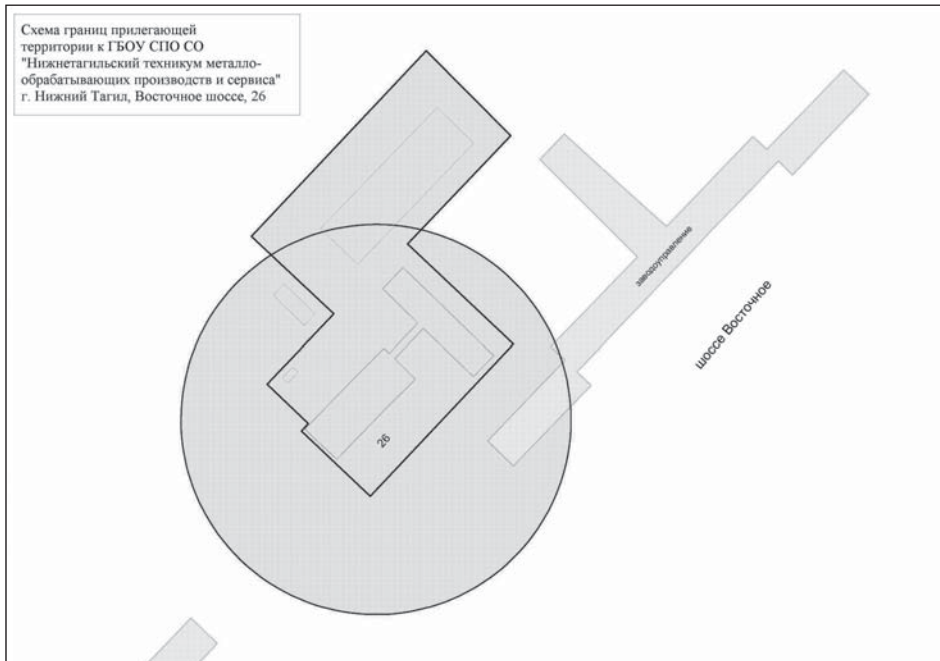 Схема границ прилегающей
территории к ГБОУ СПО СО
"Нижнетагильский техникум металло-
обрабатывающих производств и сервиса"
г. Нижний Тагил, Восточное шоссе, 26
заводоуправление
шоссе Восточное
26